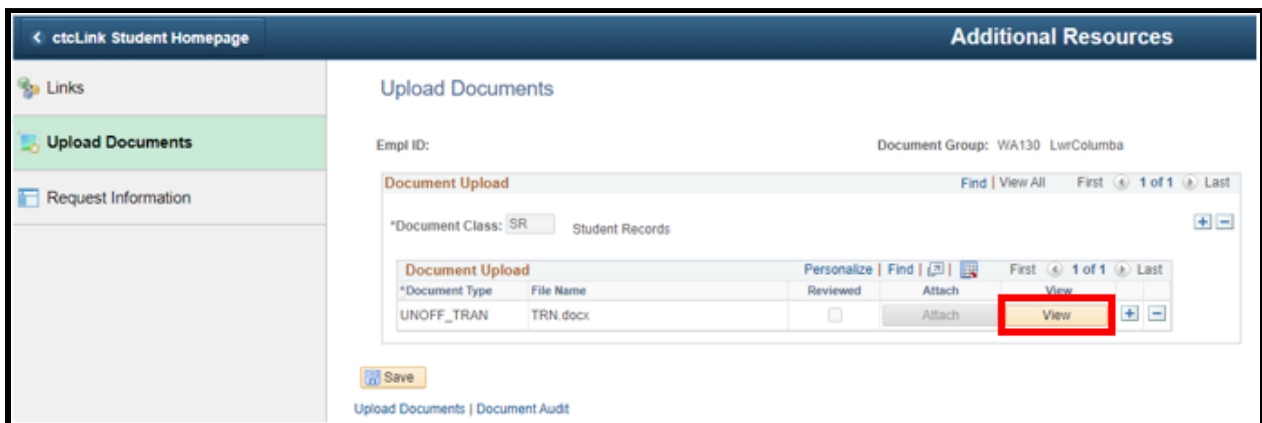 ctcLink Student Homepage
Additional Resources
Links
Upload Documents
Request Information
Upload Documents
Empl ID:
Document Group: WA130 LwrColumba
Document Upload
Find | View All First 1 of 1 Last
*Document Class: SR Student Records
Document Upload
Personalize | Find | First 1 of 1 Last
*Document Type File Name Reviewed Attach View
UNOFF_TRAN TRN.docx Attach View
Save
Upload Documents | Document Audit